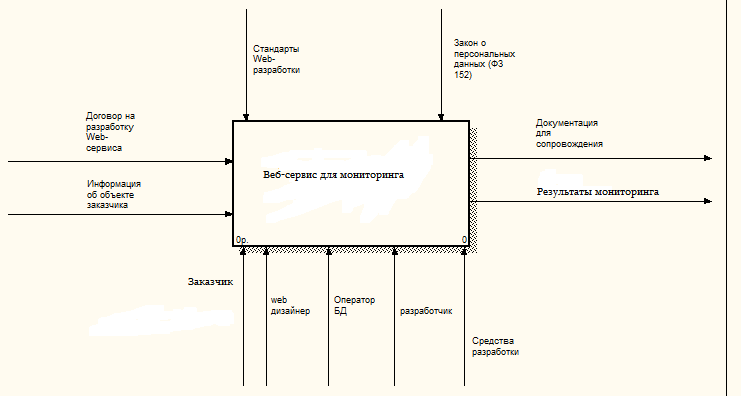 Стандарты
Web-
разработки
Закон о
персональных
данных (ФЗ
152)
Договор на
разработку
Web-
сервиса
Информация
об объекте
заказчика
Веб-сервис для мониторинга
0р.
0
Документация
для
сопровождения
Результаты мониторинга
Заказчик
web
дизайнер
Оператор
БД
разработчик
Средства
разработки